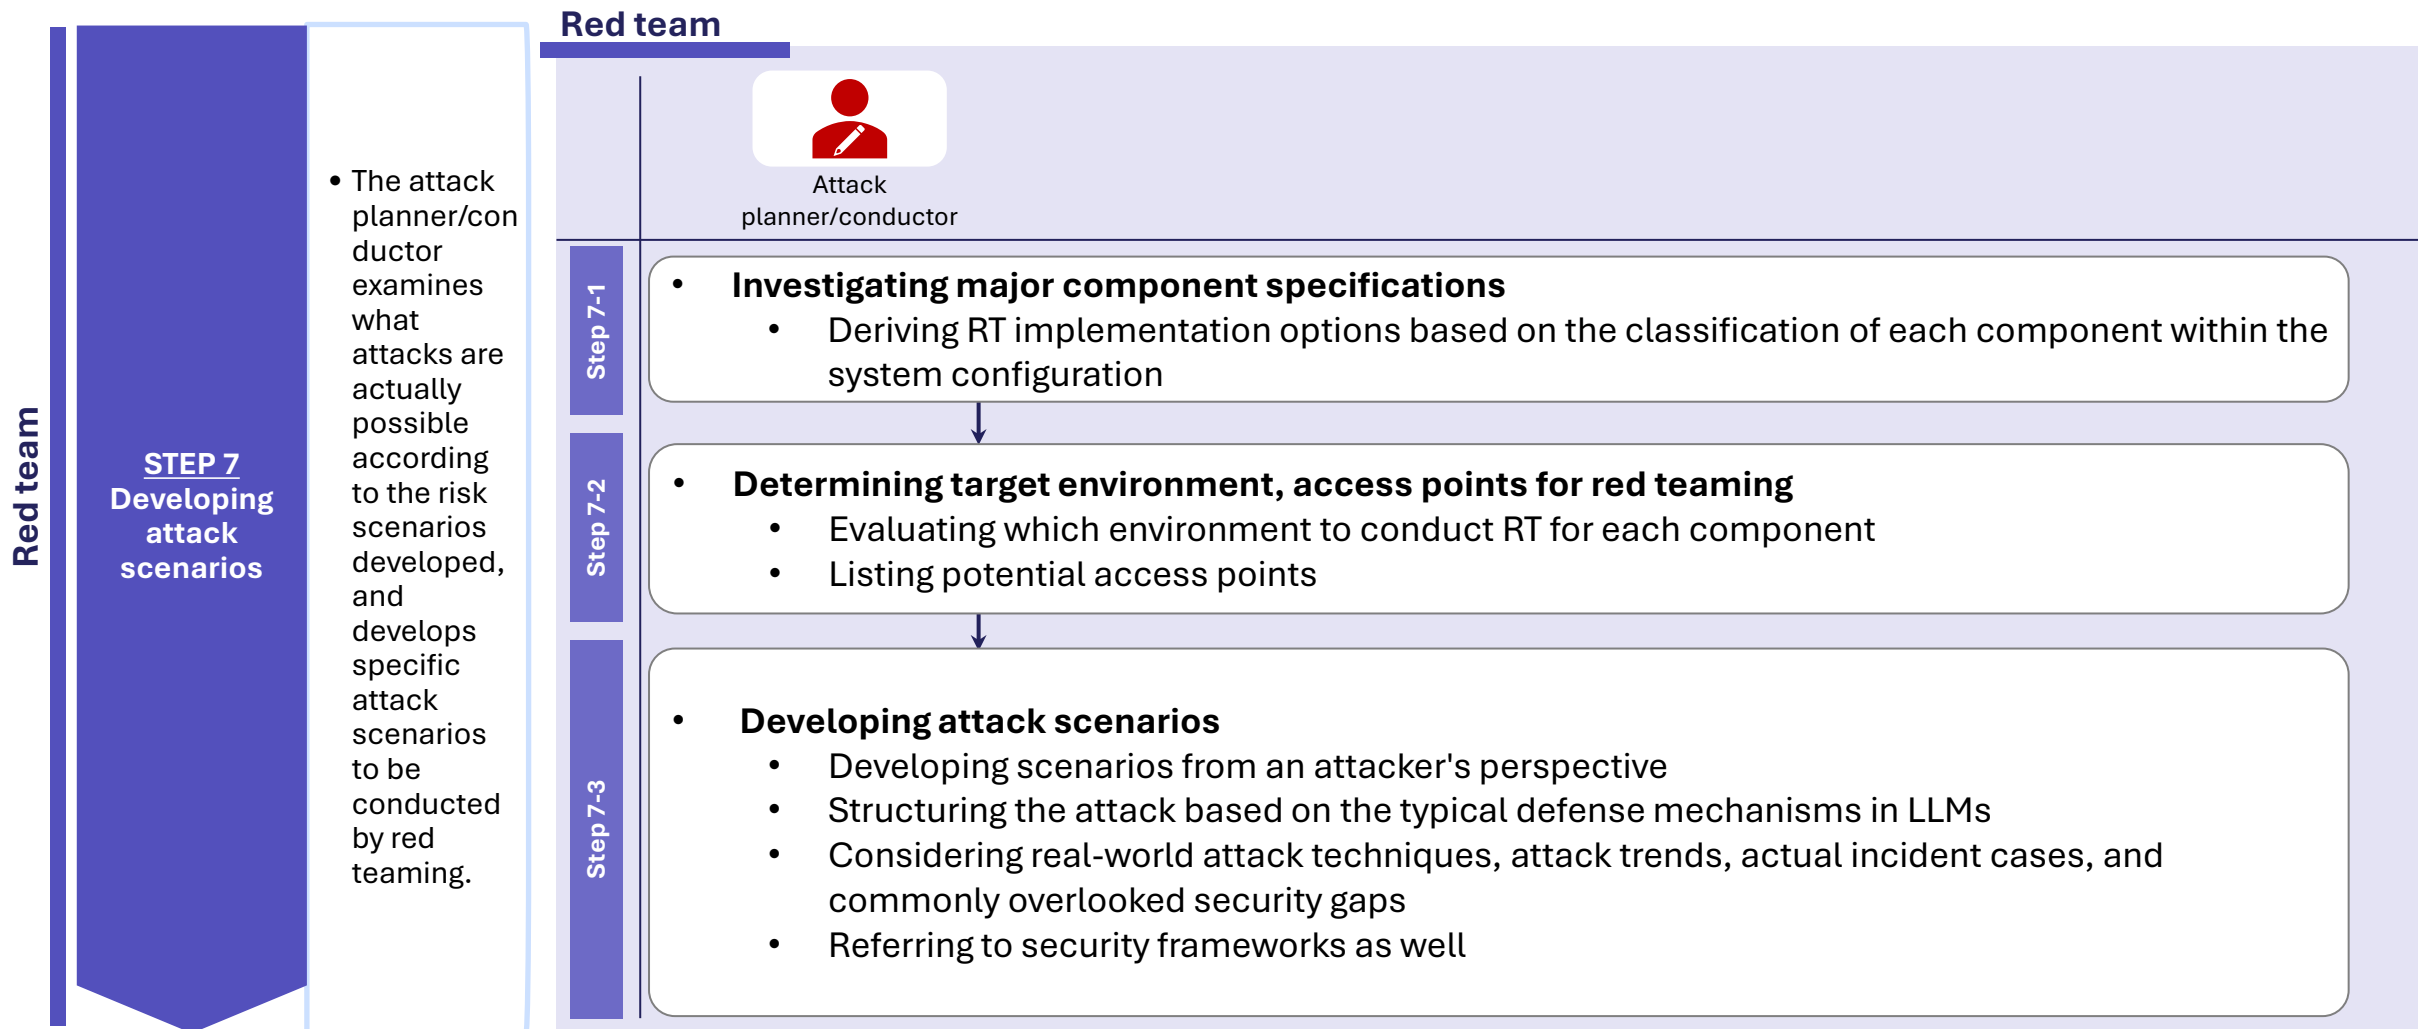 Red team
Red team
STEP 7
Developing
attack
scenarios
• The attack
planner/con
ductor
examines
what
attacks are
actually
possible
according
to the risk
scenarios
developed,
and
develops
specific
attack
scenarios
to be
conducted
by red
teaming.
Attack
planner/conductor
Step 7-1
• Investigating major component specifications
• Deriving RT implementation options based on the classification of each component within the
system configuration
Step 7-2
• Determining target environment, access points for red teaming
• Evaluating which environment to conduct RT for each component
• Listing potential access points
Step 7-3
• Developing attack scenarios
• Developing scenarios from an attacker's perspective
• Structuring the attack based on the typical defense mechanisms in LLMs
• Considering real-world attack techniques, attack trends, actual incident cases, and
commonly overlooked security gaps
• Referring to security frameworks as well